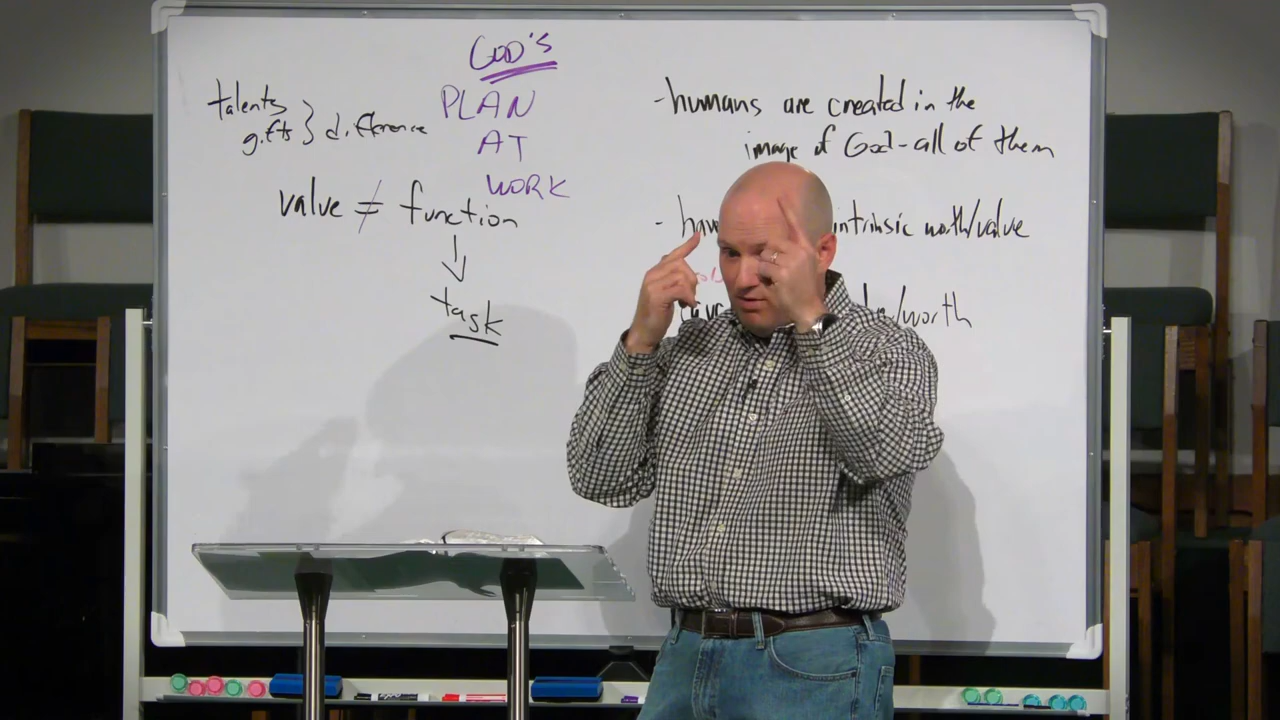 GOD'S
PLAN
AT
WORK
talents
gifts } difference
value ≠ function
↓
task
- humans are created in the
image of God - all of them
- intrinsic worth/value
/worth